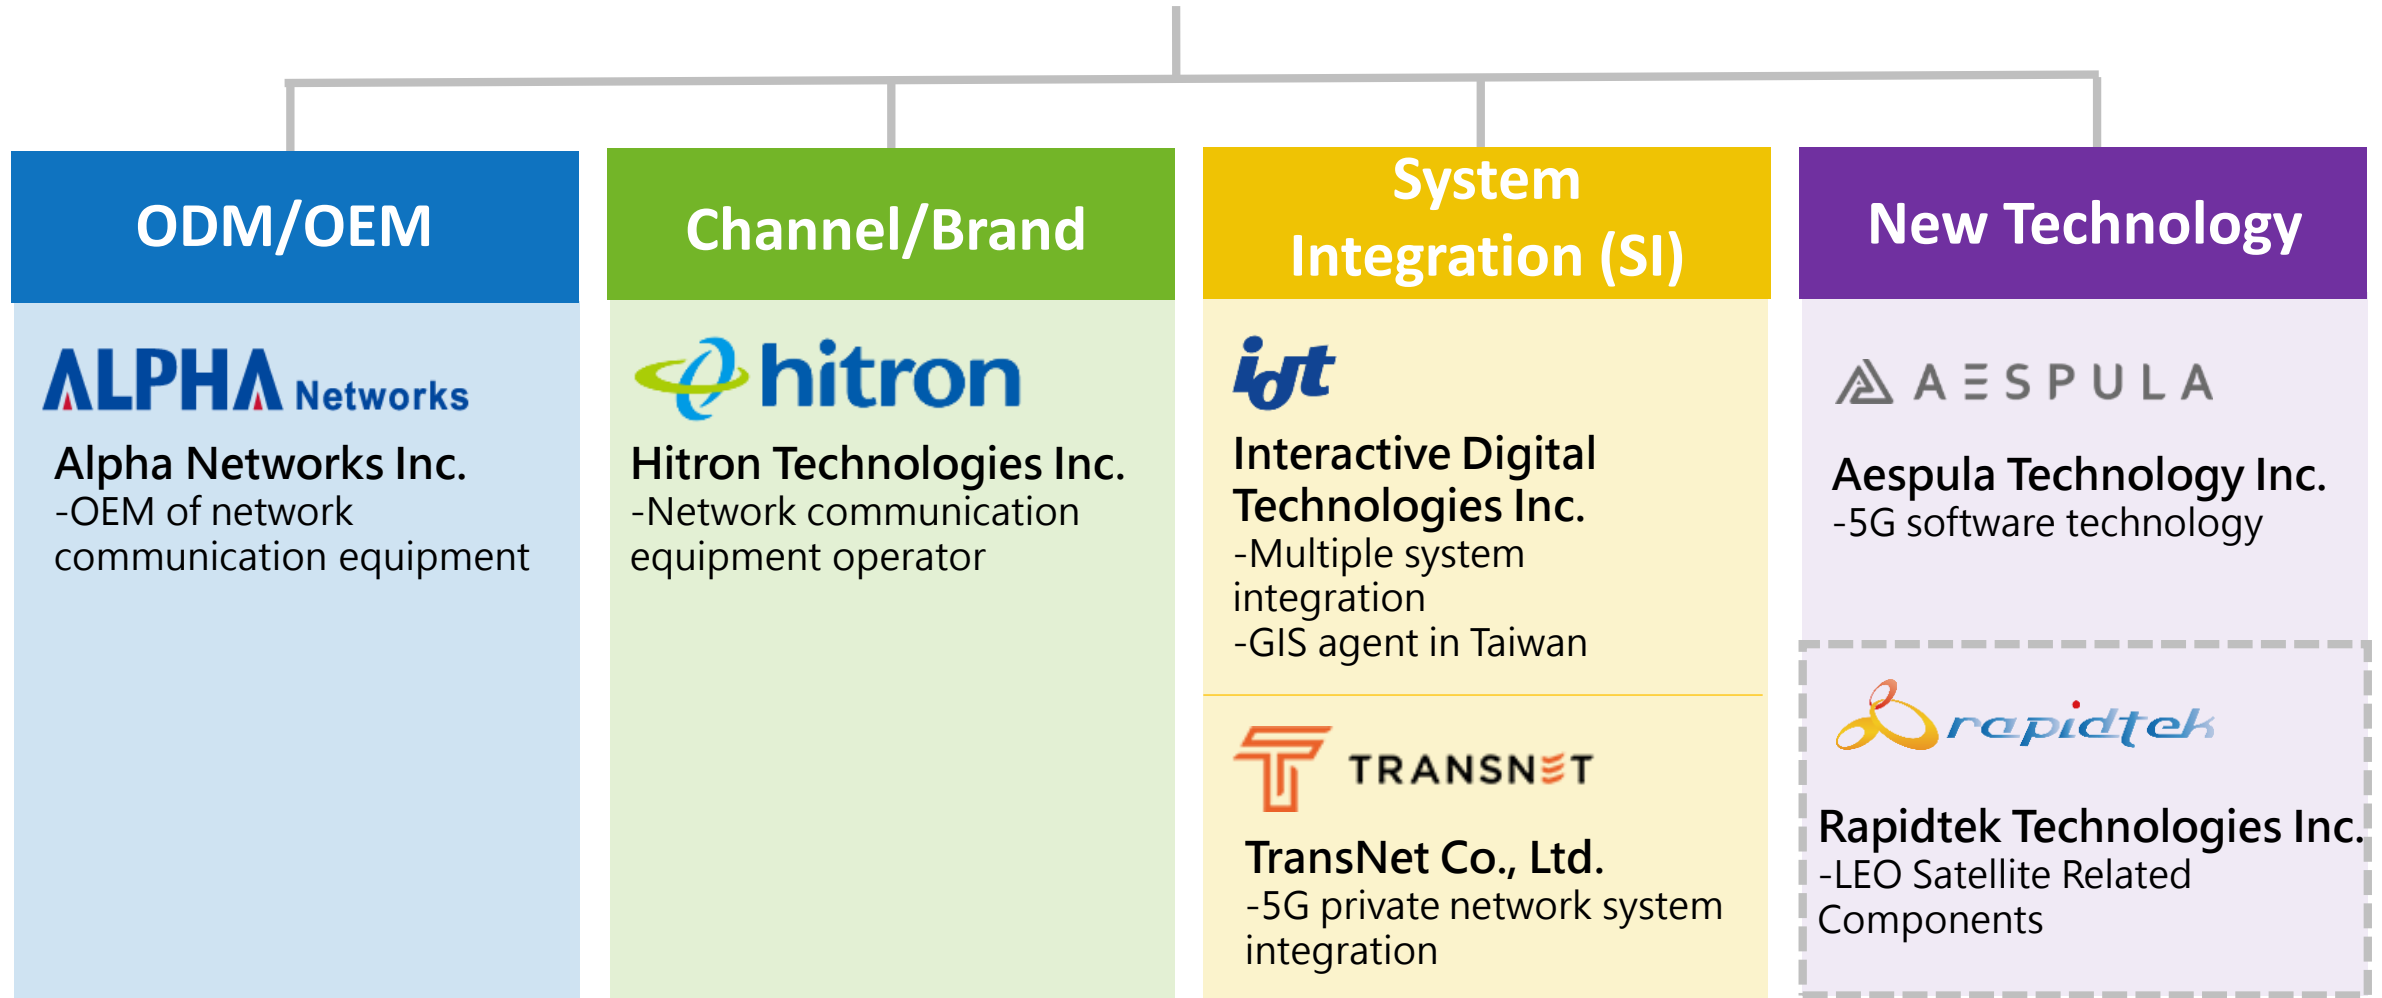 ODM/OEM
ALPHA Networks
Alpha Networks Inc.
-OEM of network
communication equipment
Channel/Brand
hitron
Hitron Technologies Inc.
-Network communication
equipment operator
System
Integration (SI)
idt
Interactive Digital
Technologies Inc.
-Multiple system
integration
-GIS agent in Taiwan
TRANSNET
TransNet Co., Ltd.
-5G private network system
integration
New Technology
AESPULA
Aespula Technology Inc.
-5G software technology
rapidtek
Rapidtek Technologies Inc.
-LEO Satellite Related
Components